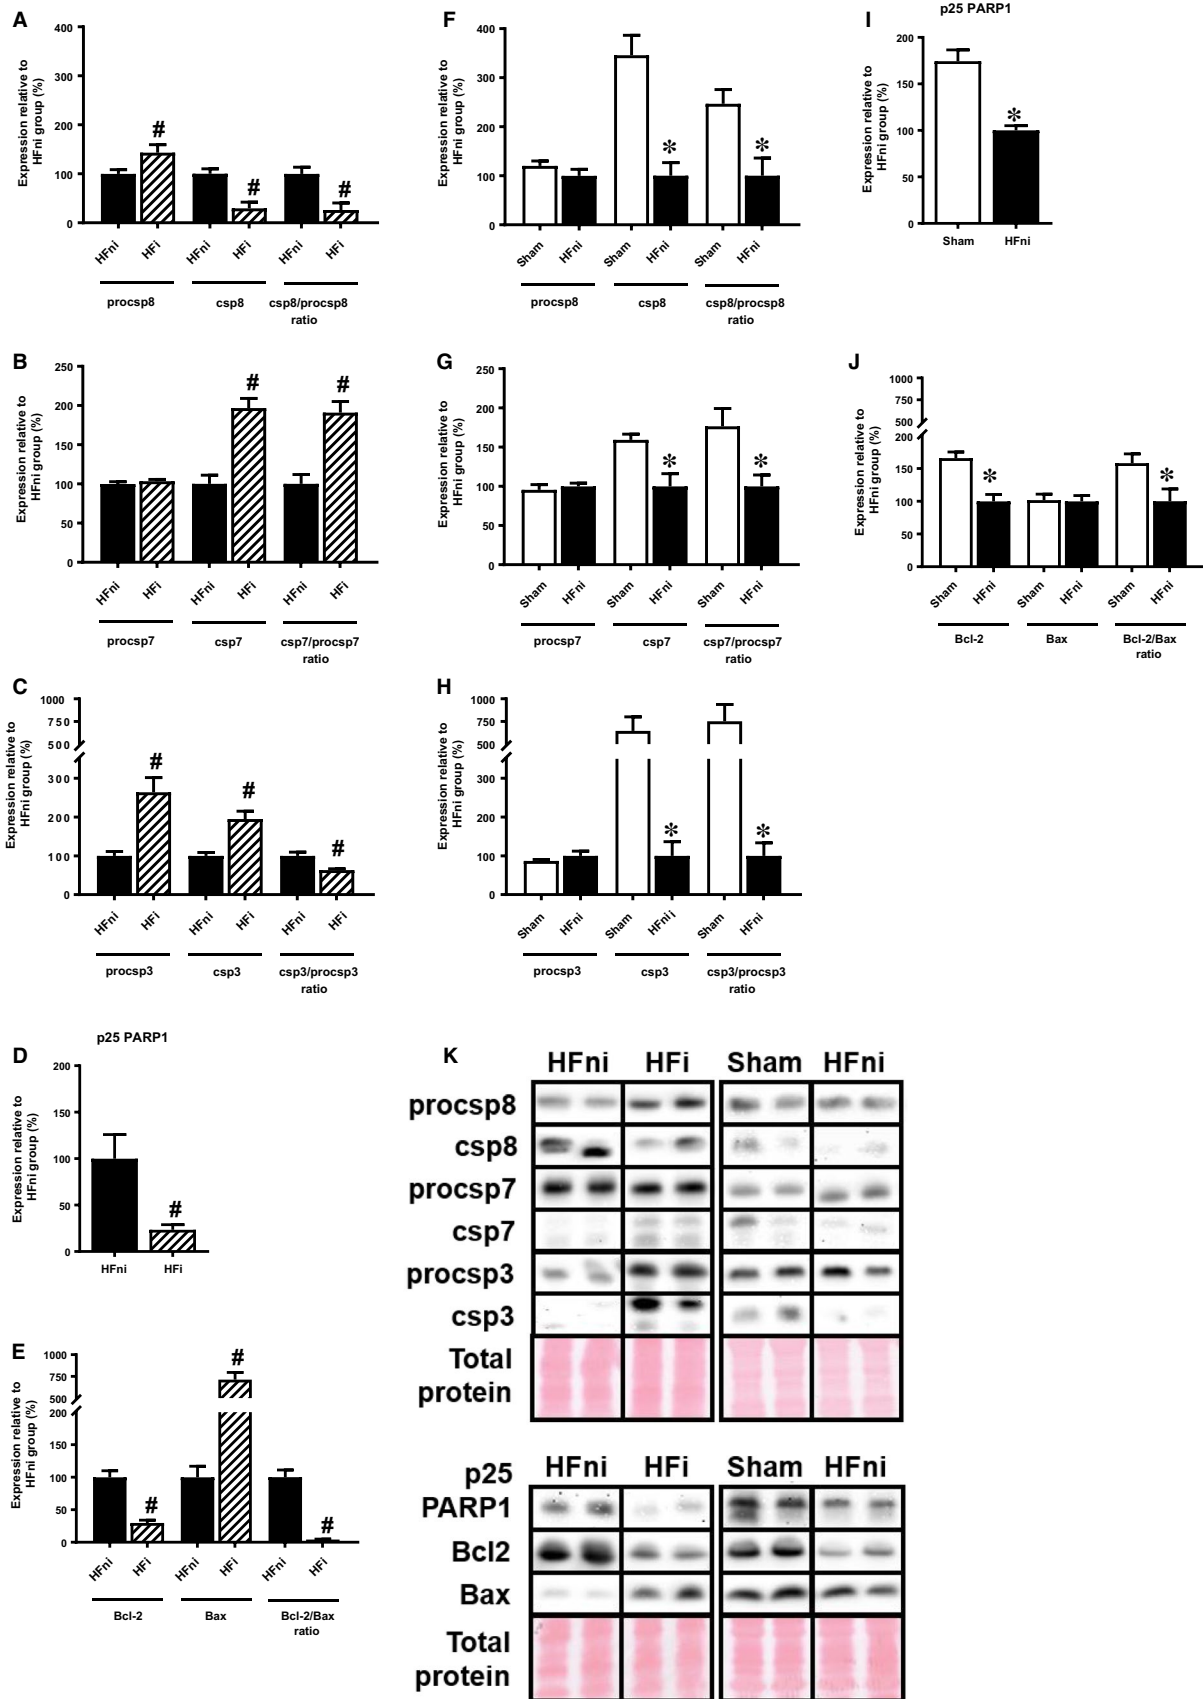 A
Expression relative to
HFni group (%)
400
300
200
100
0
#
#
#
HFni
HFi
HFni
HFi
HFni
HFi
procsp8
csp8
csp8/procsp8
ratio
F
Expression relative to
HFni group (%)
400
300
200
100
0
*
*
Sham
HFni
Sham
HFni
Sham
HFni
procsp8
csp8
csp8/procsp8
ratio
I
p25 PARP1
Expression relative to
HFni group (%)
200
150
100
50
0
*
Sham
HFni
B
Expression relative to
HFni group (%)
250
200
150
100
50
0
#
#
HFni
HFi
HFni
HFi
HFni
HFi
procsp7
csp7
csp7/procsp7
ratio
G
Expression relative to
HFni group (%)
250
200
150
100
50
0
*
*
Sham
HFni
Sham
HFni
Sham
HFni
procsp7
csp7
csp7/procsp7
ratio
J
Expression relative to
HFni group (%)
1000
750
500
200
150
100
50
0
*
*
Sham
HFni
Sham
HFni
Sham
HFni
Bcl-2
Bax
Bcl-2/Bax
ratio
C
Expression relative to
HFni group (%)
1000
750
500
300
200
100
0
#
#
#
HFni
HFi
HFni
HFi
HFni
HFi
procsp3
csp3
csp3/procsp3
ratio
H
Expression relative to
HFni group (%)
1000
750
500
300
200
100
0
*
*
Sham
HFni
Sham
HFni i
Sham
HFni
procsp3
csp3
csp3/procsp3
ratio
D
p25 PARP1
Expression relative to
HFni group (%)
200
150
100
50
0
#
HFni
HFi
E
Expression relative to
HFni group (%)
1000
750
500
200
150
100
50
0
#
#
#
HFni
HFi
HFni
HFi
HFni
HFi
Bcl-2
Bax
Bcl-2/Bax
ratio
K
HFni HFi Sham HFni
procsp8
csp8
procsp7
csp7
procsp3
csp3
Total
protein
HFni HFi Sham HFni
p25
PARP1
Bcl2
Bax
Total
protein